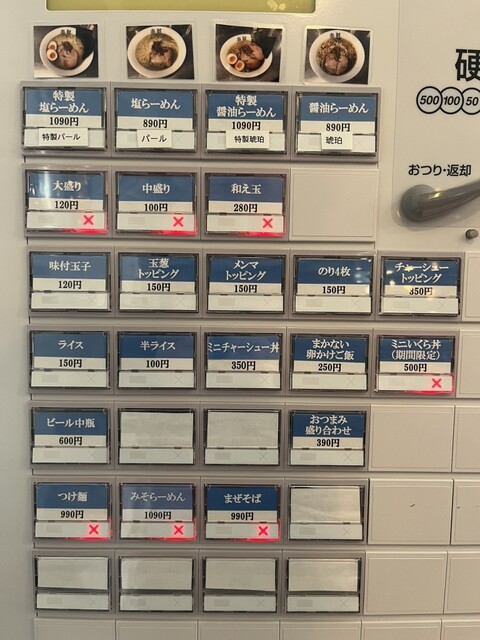 特製
塩らーめん
1090円
特製パール
塩らーめん
890円
パール
特製
醤油らーめん
1090円
特製琥珀
醤油らーめん
890円
琥珀
硬
500 100 50
おつり・返却
大盛り
120円
中盛り
100円
和え玉
280円
味付玉子
120円
玉葱
トッピング
150円
メンマ
トッピング
150円
のり4枚
150円
チャーシュー
トッピング
350円
ライス
150円
半ライス
100円
ミニチャーシュー丼
350円
まかない
卵かけご飯
250円
ミニいくら丼
(期間限定)
500円
ビール中瓶
600円
おつまみ
盛り合わせ
390円
つけ麺
990円
みそらーめん
1090円
まぜそば
990円